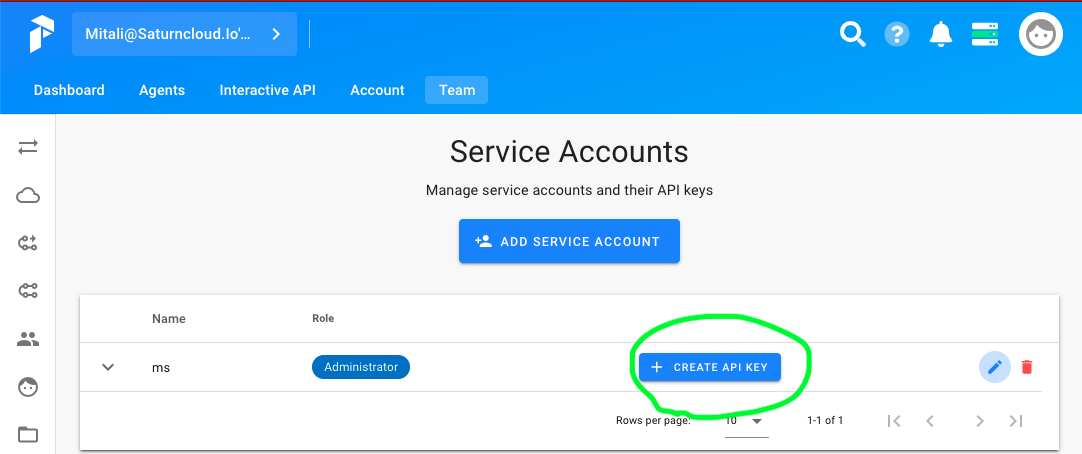 Mitali@Saturncloud.Io'...
?
Dashboard Agents Interactive API Account Team
Service Accounts
Manage service accounts and their API keys
ADD SERVICE ACCOUNT
Name Role
ms Administrator + CREATE API KEY
Rows per page: 10 1-1 of 1